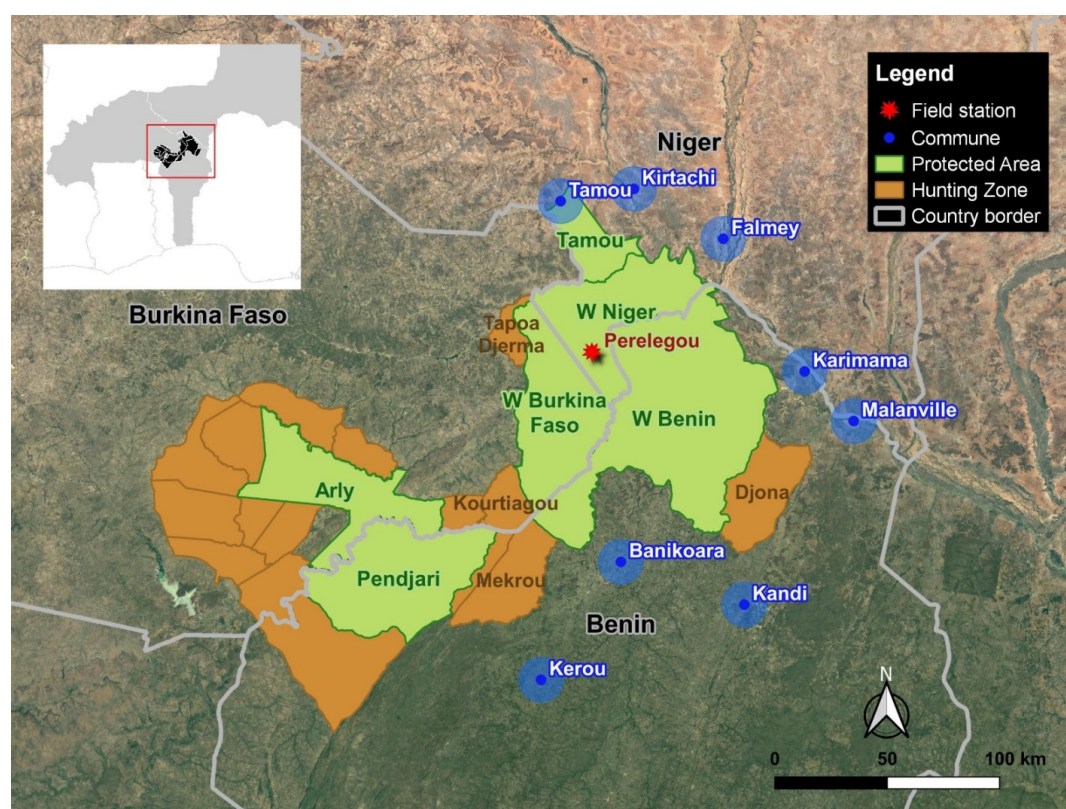 Legend
Field station
Commune
Protected Area
Hunting Zone
Country border
Niger
Tamou
Kirtachi
Falmey
Tamou
Burkina Faso
W Niger
Tapoa
Djerma
Perelegou
Karimama
W Burkina
Faso
W Benin
Malanville
Arly
Kourtiagou
Djona
Pendjari
Mekrou
Banikoara
Kandi
Benin
Kerou
N
0 50 100 km